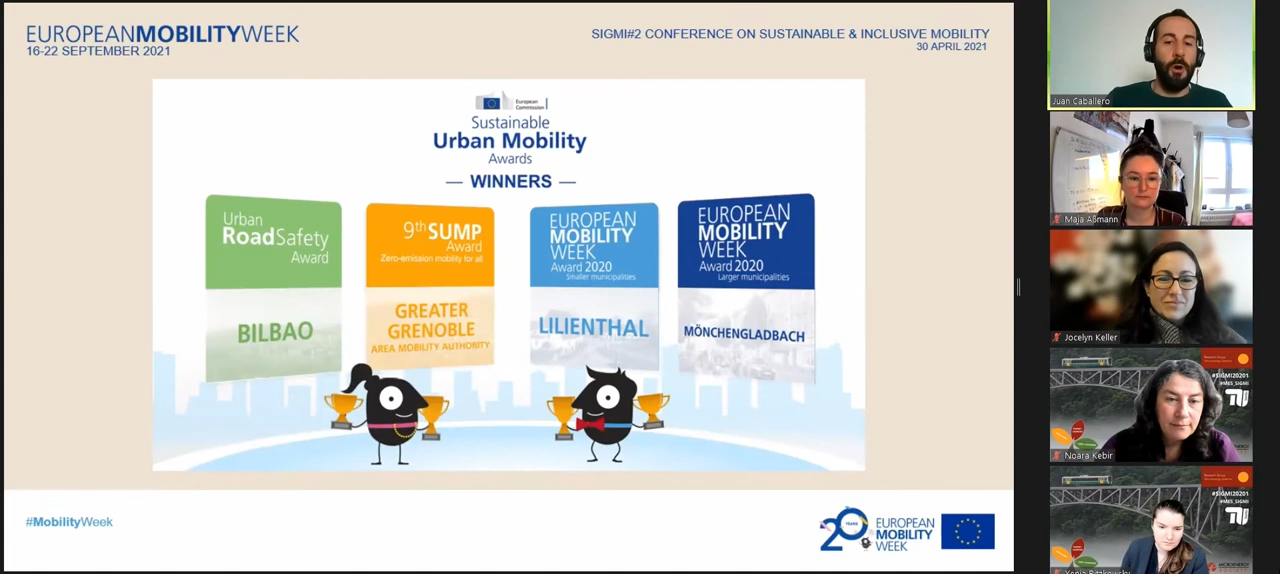 EUROPEANMOBILITYWEEK
16-22 SEPTEMBER 2021
SIGMI#2 CONFERENCE ON SUSTAINABLE & INCLUSIVE MOBILITY
30 APRIL 2021
European
Commission
Sustainable
Urban Mobility
Awards
— WINNERS —
Urban
RoadSafety
Award
BILBAO
9th SUMP
Award
Zero-emission mobility for all
GREATER
GRENOBLE
AREA MOBILITY AUTHORITY
EUROPEAN
MOBILITY
WEEK
Award 2020
Smaller municipalities
LILIENTHAL
EUROPEAN
MOBILITY
WEEK
Award 2020
Larger municipalities
MÖNCHENGLADBACH
#MobilityWeek
20 YEARS
EUROPEAN
MOBILITY
WEEK
Juan Caballero
Maja Aßmann
Jocelyn Keller
#SIGMI20201
#MES_SIGMI
Noara Kebir
#SIGMI20201
#MES_SIGMI